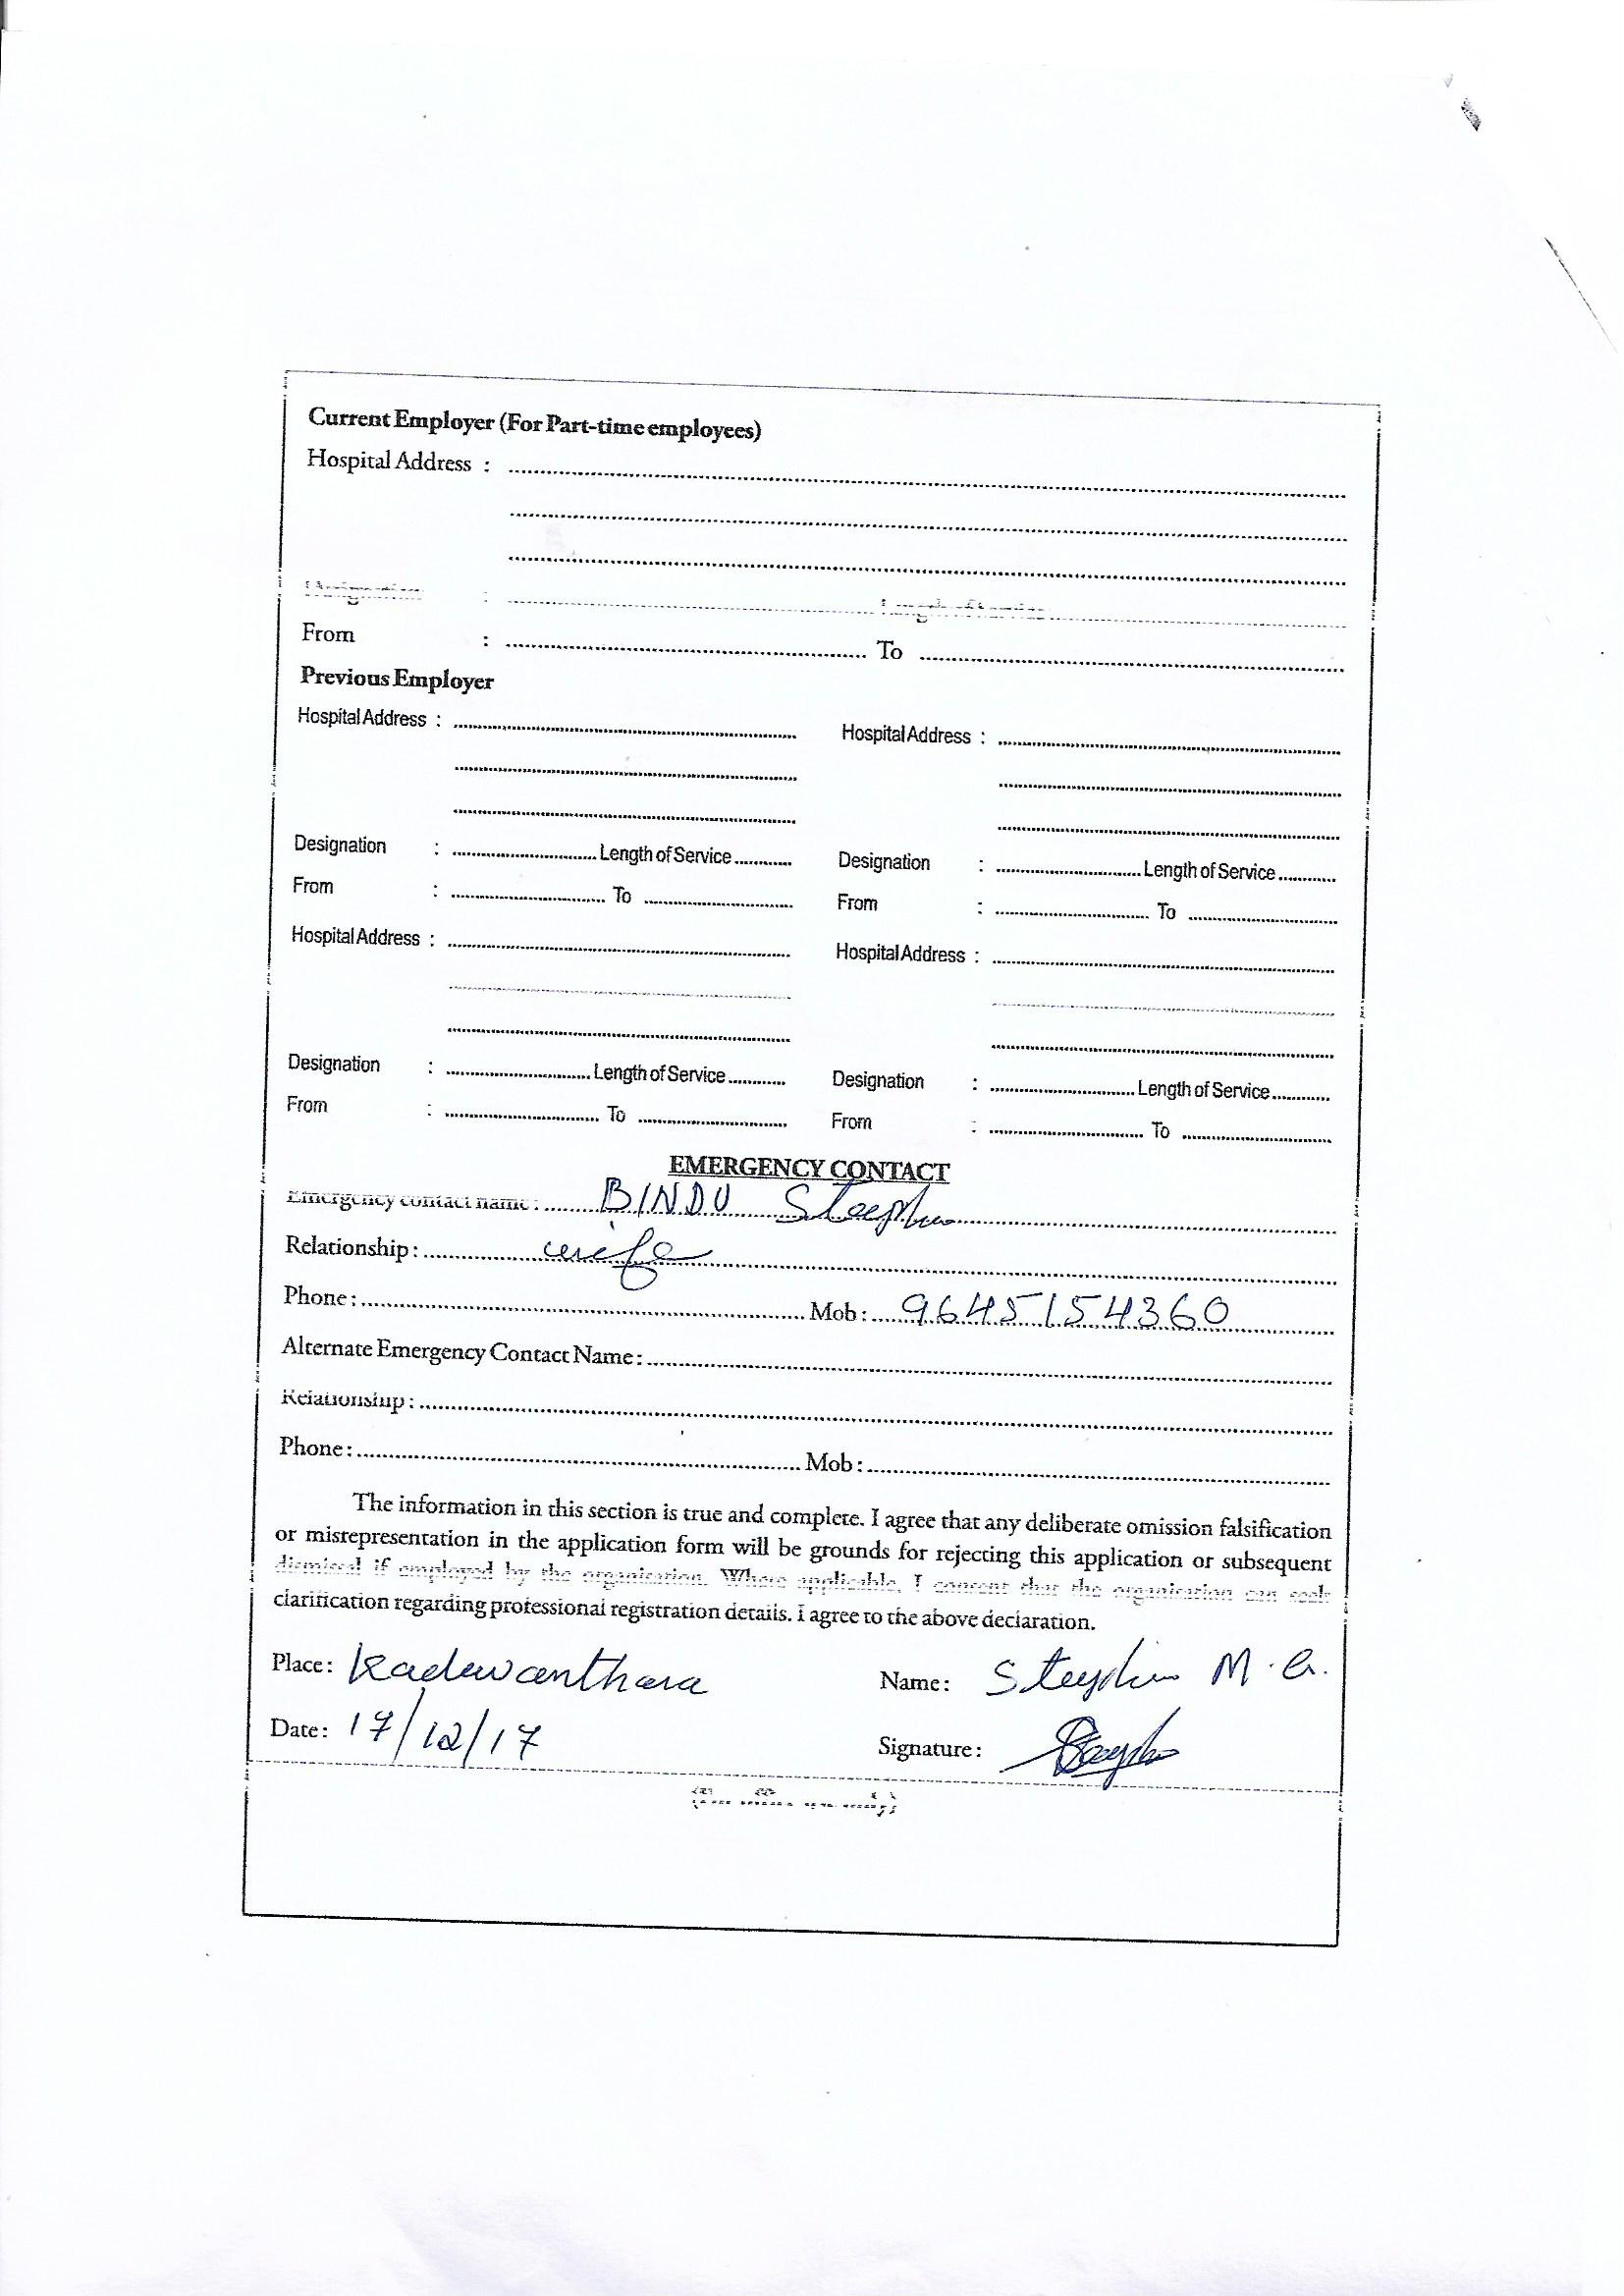 Current Employer (For Part-time employees)
Hospital Address :
Designation : Length of Service
From : To
Previous Employer
Hospital Address : Hospital Address :
Designation : Length of Service Designation : Length of Service
From : To From : To
Hospital Address : Hospital Address :
Designation : Length of Service Designation : Length of Service
From : To From : To
EMERGENCY CONTACT
Emergency contact name : BINDU Steephen
Relationship : wife
Phone : Mob : 9645154360
Alternate Emergency Contact Name :
Relationship :
Phone : Mob :
The information in this section is true and complete. I agree that any deliberate omission falsification
or misrepresentation in the application form will be grounds for rejecting this application or subsequent
dismissal if employed by the organisation. Where applicable, I consent that the organisation can seek
clarification regarding professional registration details. I agree to the above declaration.
Place : Kadavanthara Name : M. G.
Date : 17/12/17 Signature :